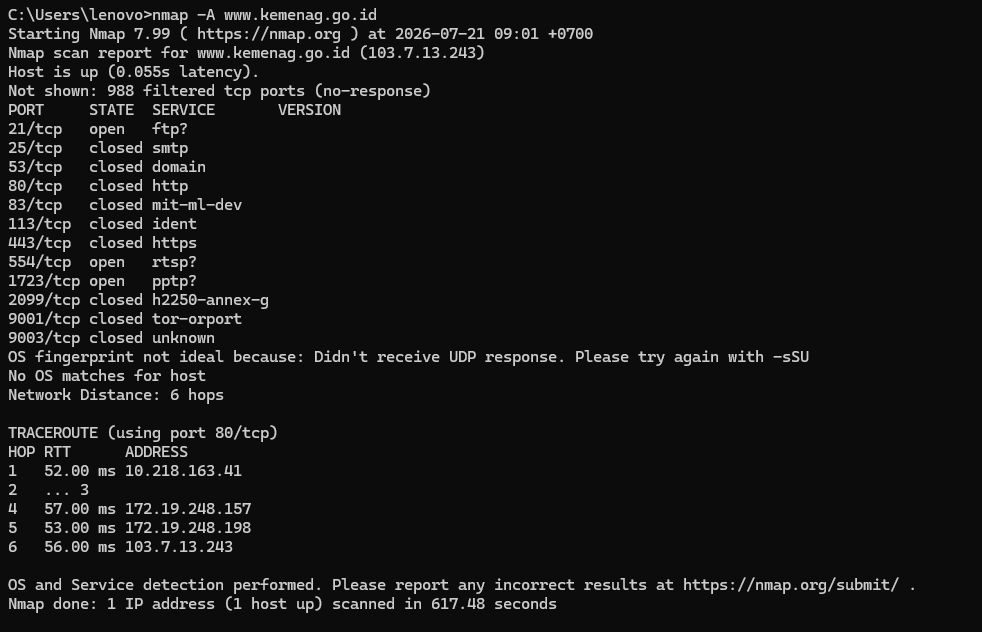 C:\Users\lenovo>nmap -A www.kemenag.go.id
Starting Nmap 7.99 ( https://nmap.org ) at 2026-07-21 09:01 +0700
Nmap scan report for www.kemenag.go.id (103.7.13.243)
Host is up (0.055s latency).
Not shown: 988 filtered tcp ports (no-response)
PORT     STATE  SERVICE       VERSION
21/tcp   open   ftp?
25/tcp   closed smtp
53/tcp   closed domain
80/tcp   closed http
83/tcp   closed mit-ml-dev
113/tcp  closed ident
443/tcp  closed https
554/tcp  open   rtsp?
1723/tcp open   pptp?
2099/tcp closed h2250-annex-g
9001/tcp closed tor-orport
9003/tcp closed unknown
OS fingerprint not ideal because: Didn't receive UDP response. Please try again with -sSU
No OS matches for host
Network Distance: 6 hops

TRACEROUTE (using port 80/tcp)
HOP RTT      ADDRESS
1   52.00 ms 10.218.163.41
2   ... 3
4   57.00 ms 172.19.248.157
5   53.00 ms 172.19.248.198
6   56.00 ms 103.7.13.243

OS and Service detection performed. Please report any incorrect results at https://nmap.org/submit/ .
Nmap done: 1 IP address (1 host up) scanned in 617.48 seconds